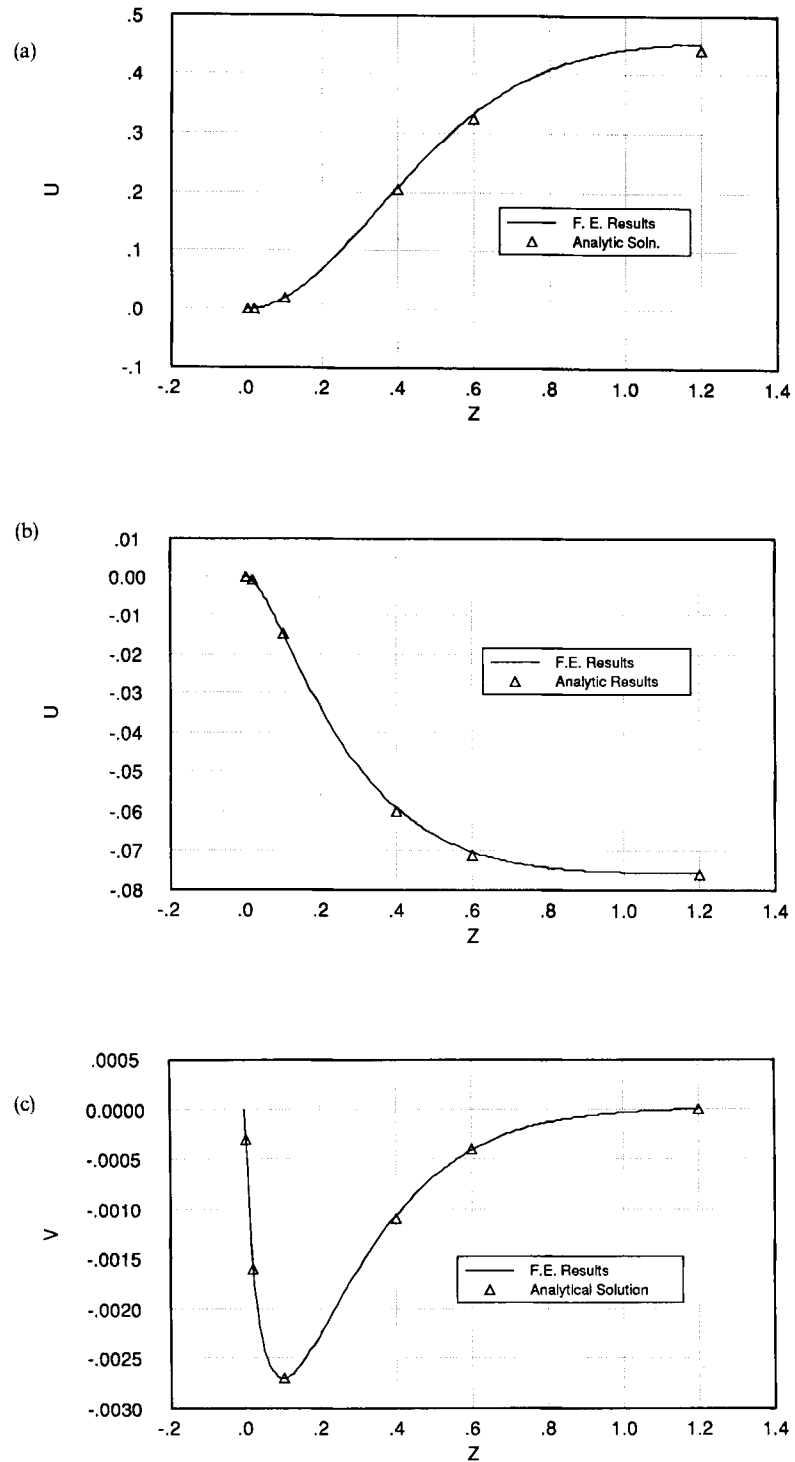 (a)
.5
.4
.3
.2
.1
.0
-.1
U
F. E. Results
Analytic Soln.
-.2 .0 .2 .4 .6 .8 1.0 1.2 1.4
Z
(b)
.01
0.00
-.01
-.02
-.03
-.04
-.05
-.06
-.07
-.08
U
F.E. Results
Analytic Results
-.2 .0 .2 .4 .6 .8 1.0 1.2 1.4
Z
(c)
.0005
0.0000
-.0005
-.0010
-.0015
-.0020
-.0025
-.0030
V
F.E. Results
Analytical Solution
-.2 .0 .2 .4 .6 .8 1.0 1.2 1.4
Z